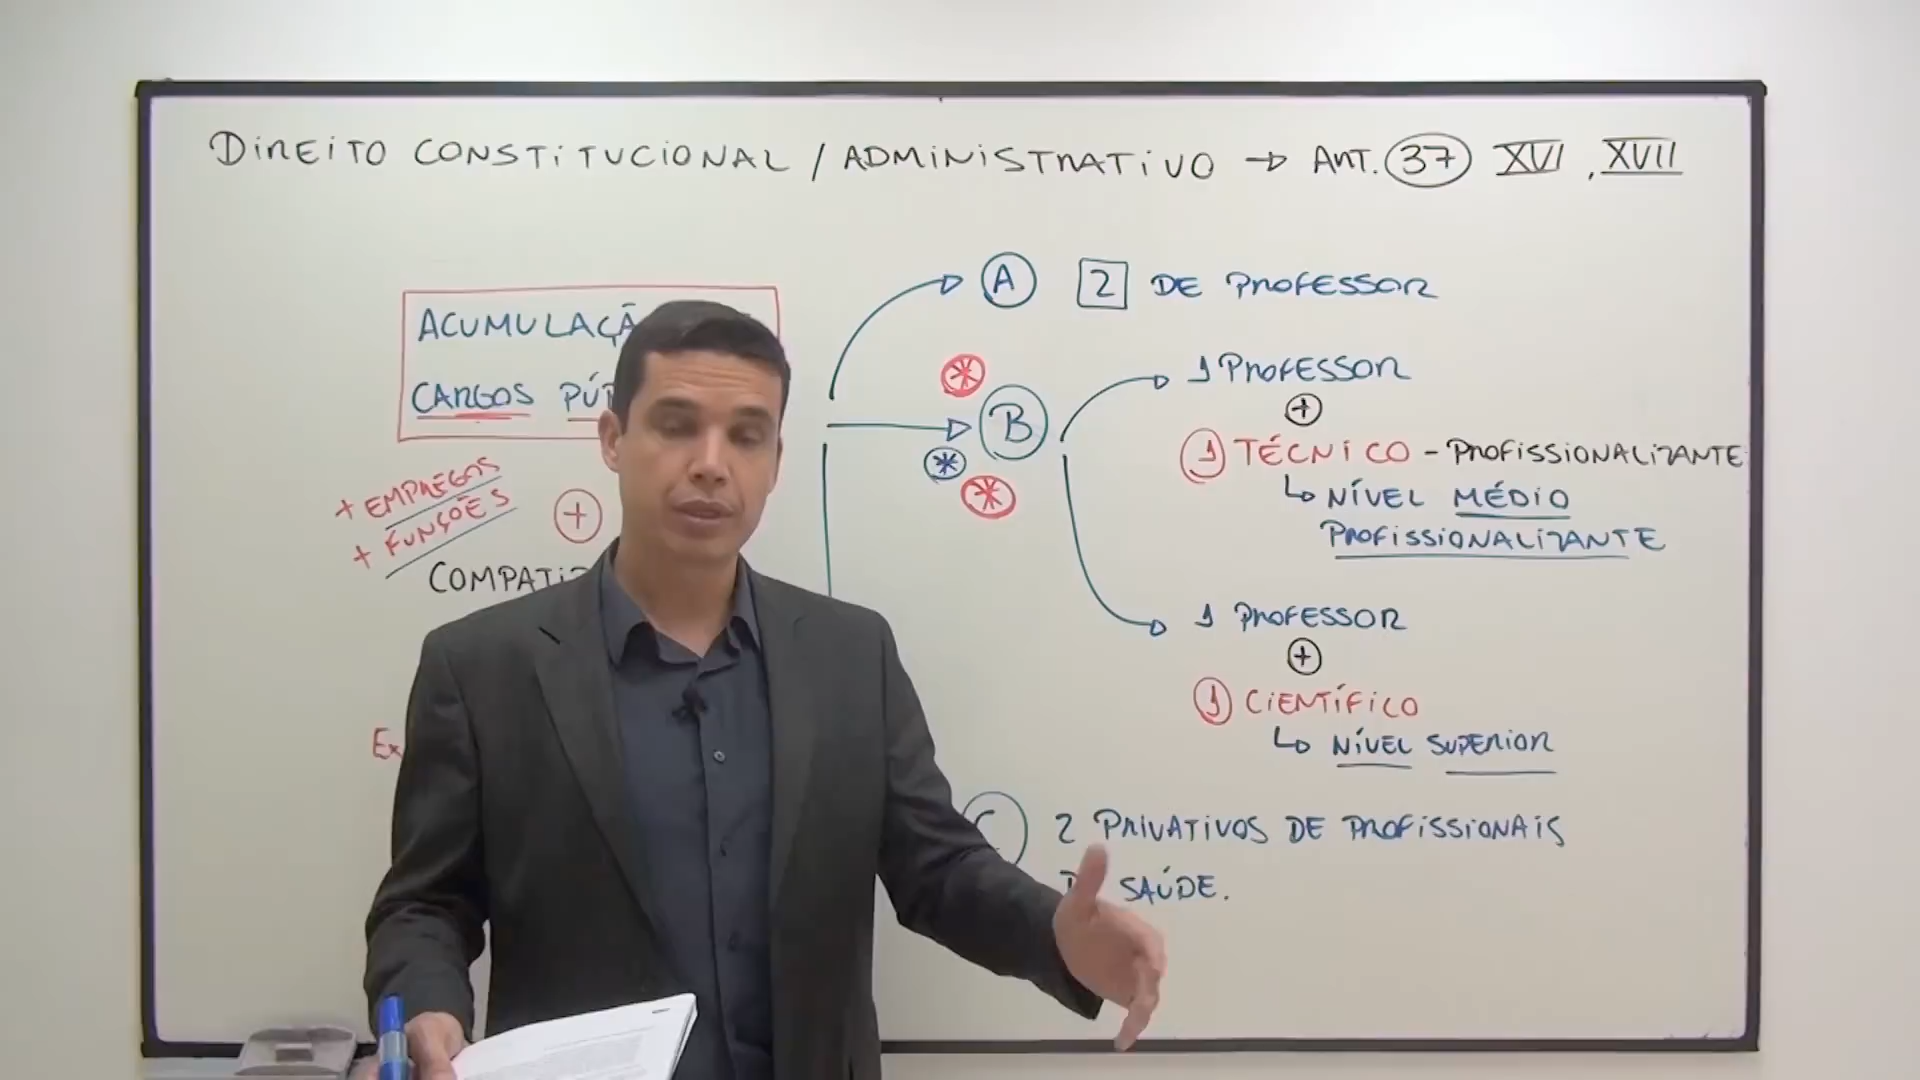 DIREITO CONSTITUCIONAL / ADMINISTRATIVO → ART. 37 XVI, XVII
ACUMULAÇÃ
CARGOS PÚ
+ EMPREGOS
+ FUNÇÕES
+
COMPATI
Ex
A 2 DE PROFESSOR
B
1 PROFESSOR
+
1 TÉCNICO - PROFISSIONALIZANTE
↳ NÍVEL MÉDIO
PROFISSIONALIZANTE
1 PROFESSOR
+
1 CIENTÍFICO
↳ NÍVEL SUPERIOR
C 2 PRIVATIVOS DE PROFISSIONAIS
SAÚDE.